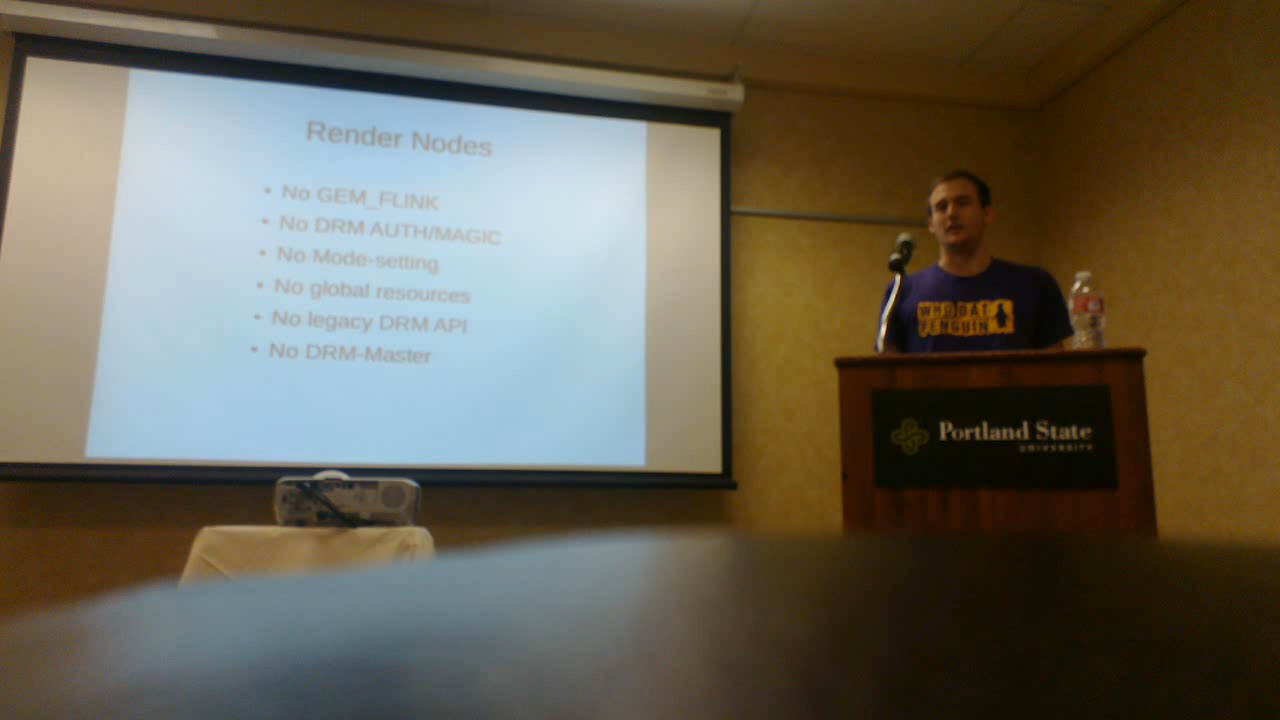 Render Nodes
• No GEM_FLINK
• No DRM AUTH/MAGIC
• No Mode-setting
• No global resources
• No legacy DRM API
• No DRM-Master
WHO DAT
PENGUIN
Portland State
UNIVERSITY